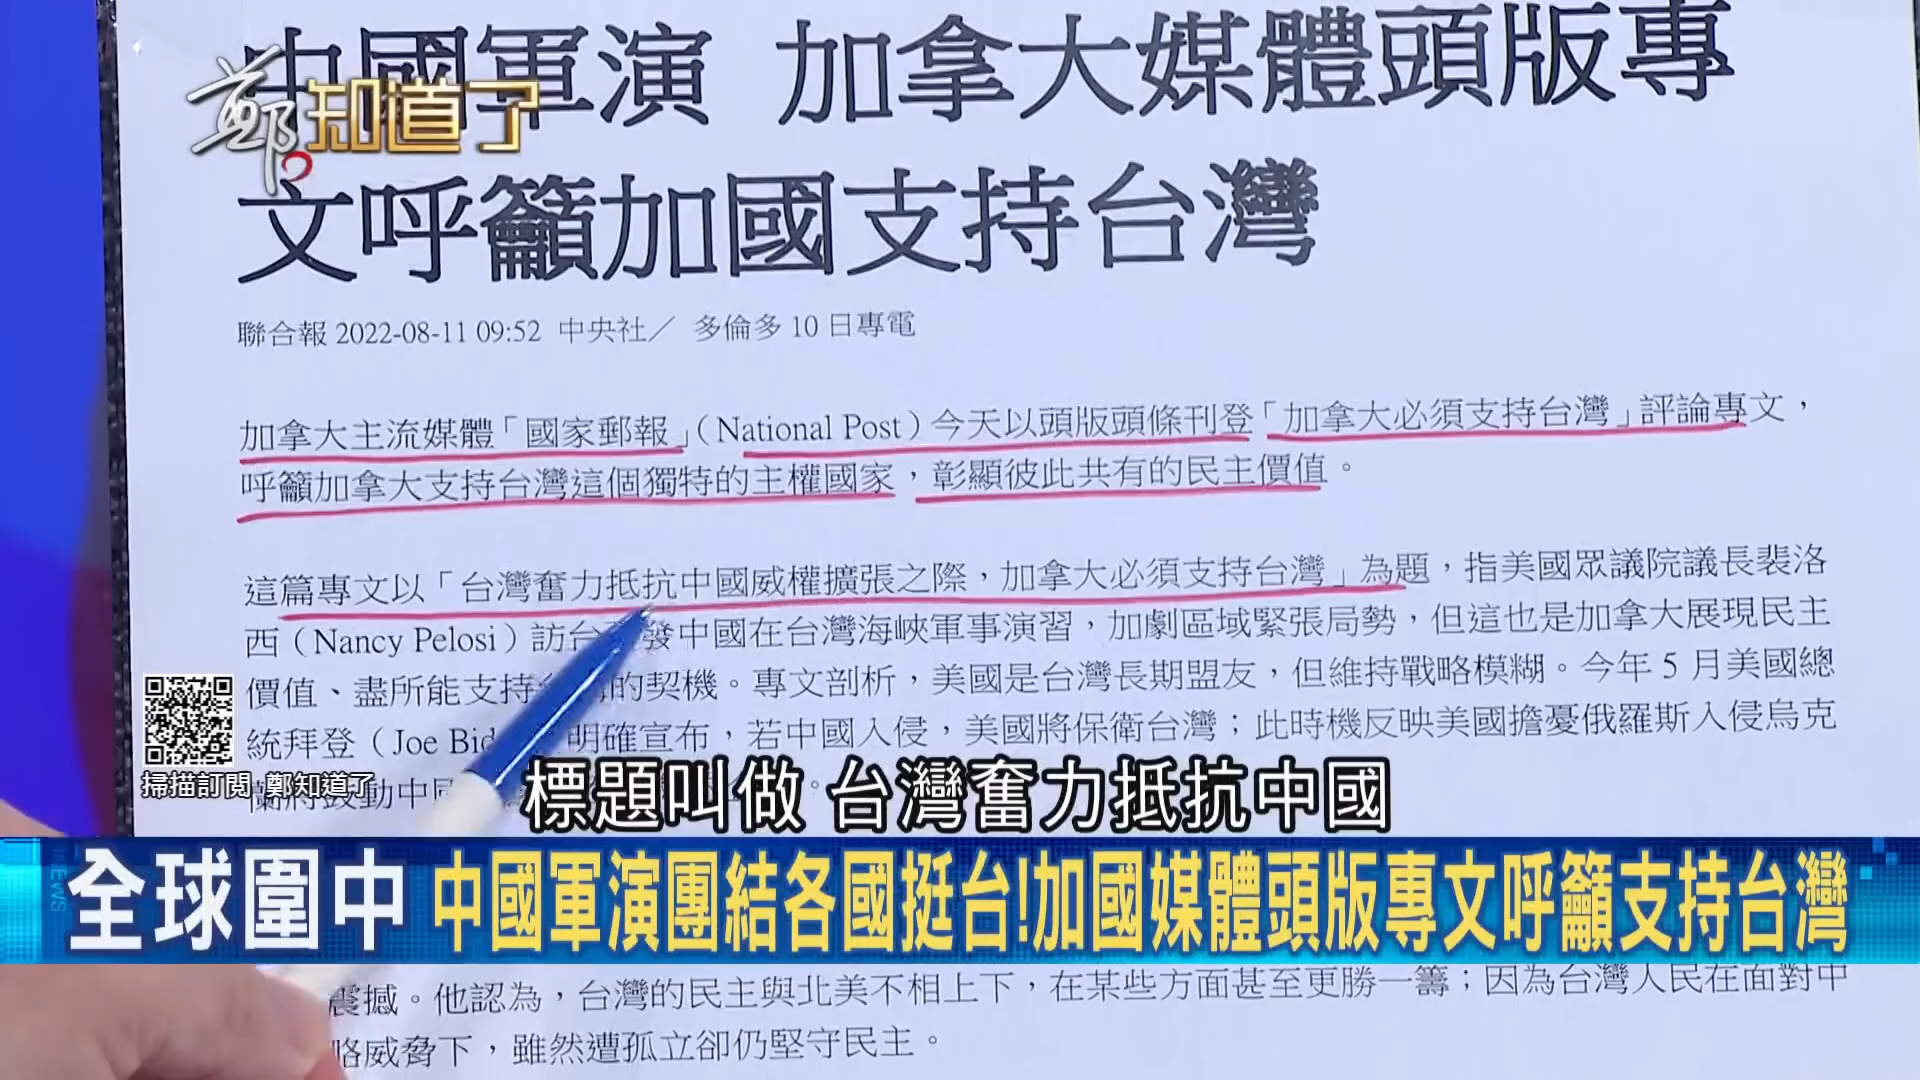 中國軍演 加拿大媒體頭版專
鄭知道了
文呼籲加國支持台灣
聯合報 2022-08-11 09:52 中央社／ 多倫多 10 日專電
加拿大主流媒體「國家郵報」（National Post）今天以頭版頭條刊登「加拿大必須支持台灣」評論專文，
呼籲加拿大支持台灣這個獨特的主權國家，彰顯彼此共有的民主價值。
這篇專文以「台灣奮力抵抗中國威權擴張之際，加拿大必須支持台灣」為題，指美國眾議院議長裴洛
西（Nancy Pelosi）訪台 發中國在台灣海峽軍事演習，加劇區域緊張局勢，但這也是加拿大展現民主
價值、盡所能支持 的契機。專文剖析，美國是台灣長期盟友，但維持戰略模糊。今年 5 月美國總
統拜登（Joe Bid 明確宣布，若中國入侵，美國將保衛台灣；此時機反映美國擔憂俄羅斯入侵烏克
掃描訂閱 鄭知道了
標題叫做 台灣奮力抵抗中國
NEWS
全球圍中 中國軍演團結各國挺台!加國媒體頭版專文呼籲支持台灣
震撼。他認為，台灣的民主與北美不相上下，在某些方面甚至更勝一籌；因為台灣人民在面對中
威脅下，雖然遭孤立卻仍堅守民主。